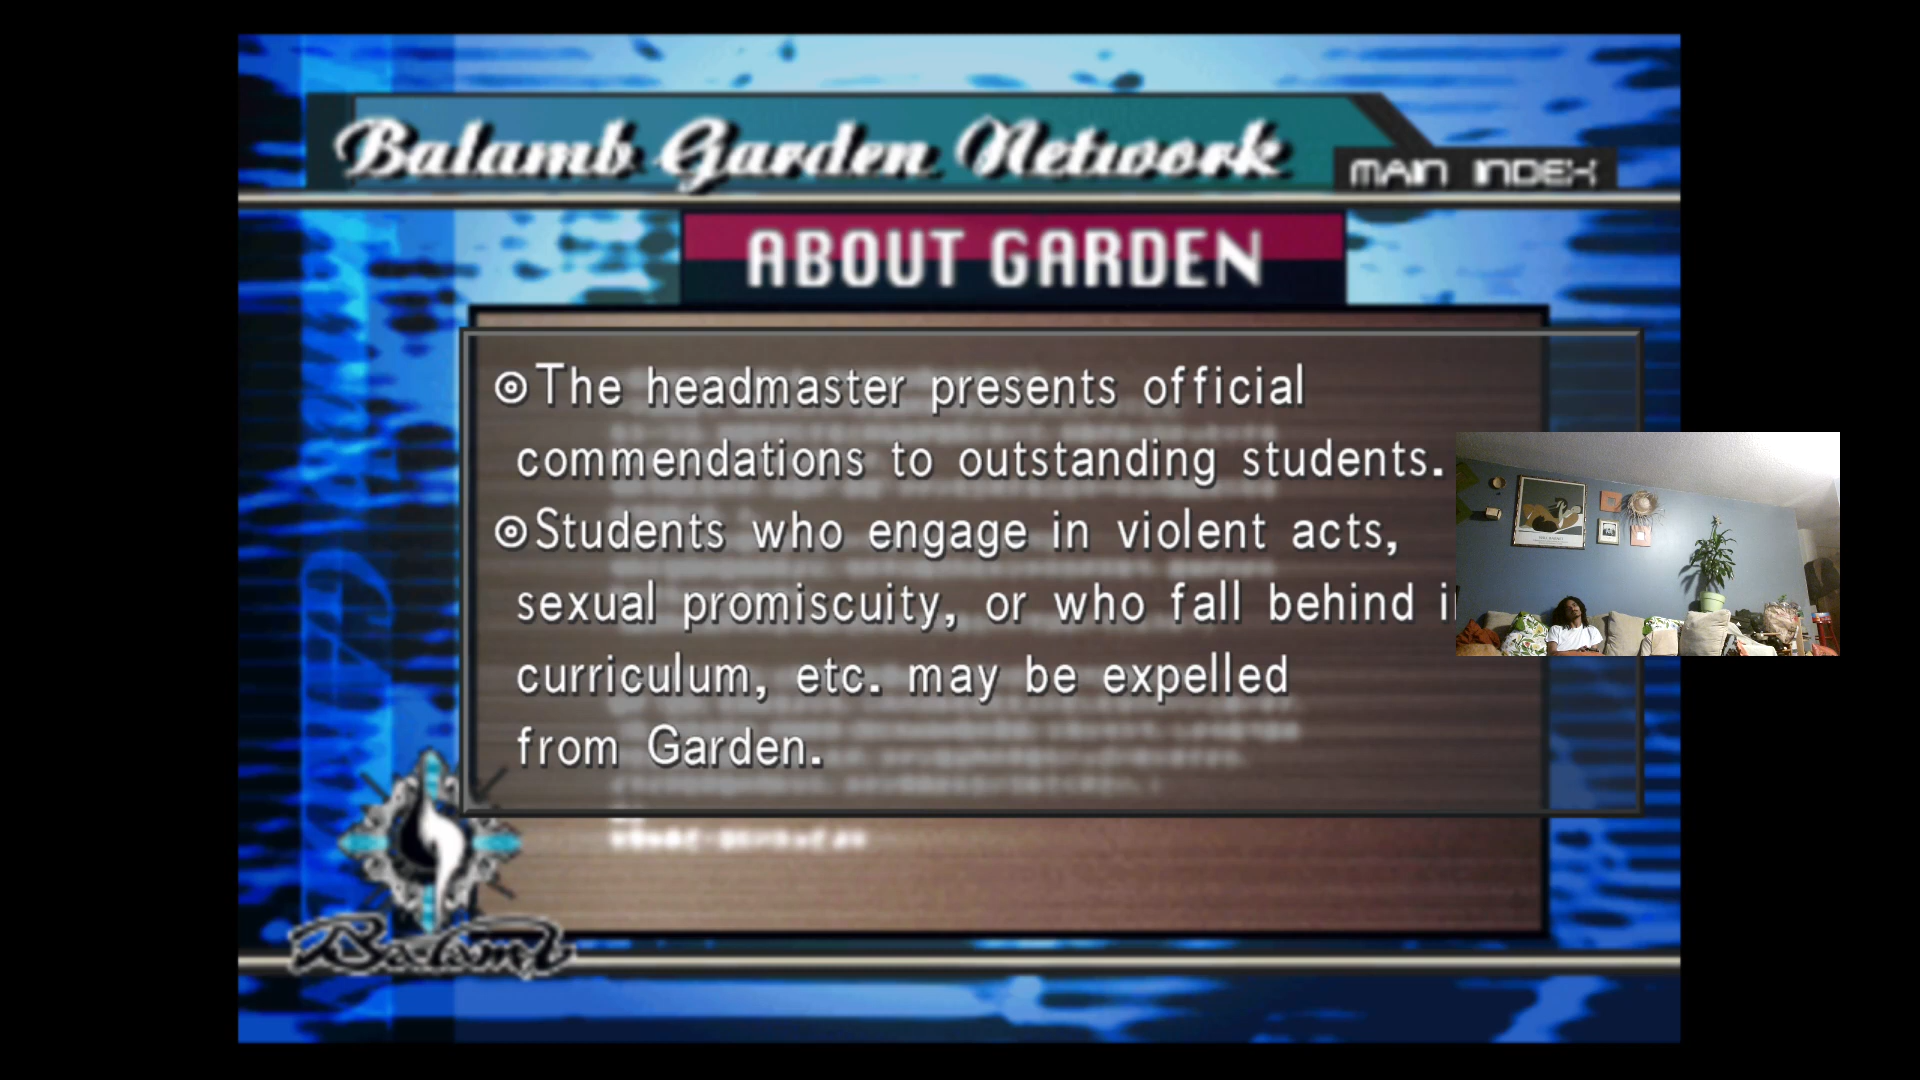 Balamb Garden Network
MAIN INDEX
ABOUT GARDEN
◎The headmaster presents official
commendations to outstanding students.
◎Students who engage in violent acts,
sexual promiscuity, or who fall behind
curriculum, etc. may be expelled
from Garden.
Balamb